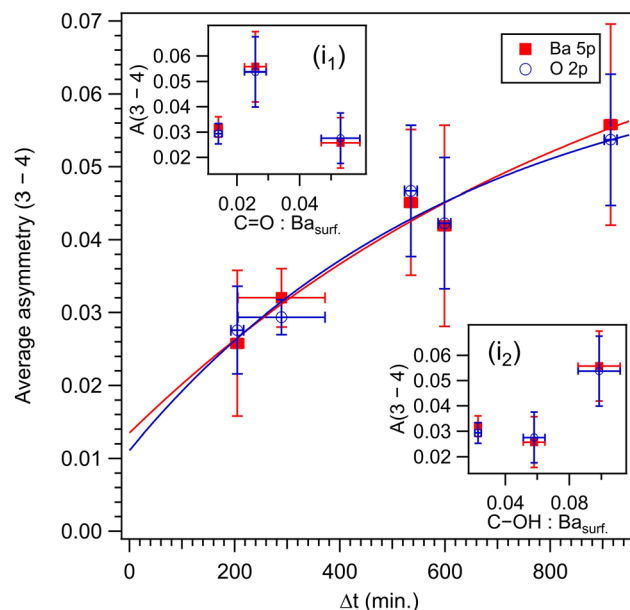 0.07
0.06
0.05
0.04
0.03
0.02
0.01
0.00
Average asymmetry (3 − 4)
0 200 400 600 800
Δt (min.)
Ba 5p
O 2p
(i₁)
0.06
0.05
0.04
0.03
0.02
A(3 − 4)
0.02 0.04
C=O : Ba_surf.
(i₂)
0.06
0.05
0.04
0.03
0.02
A(3 − 4)
0.04 0.08
C−OH : Ba_surf.